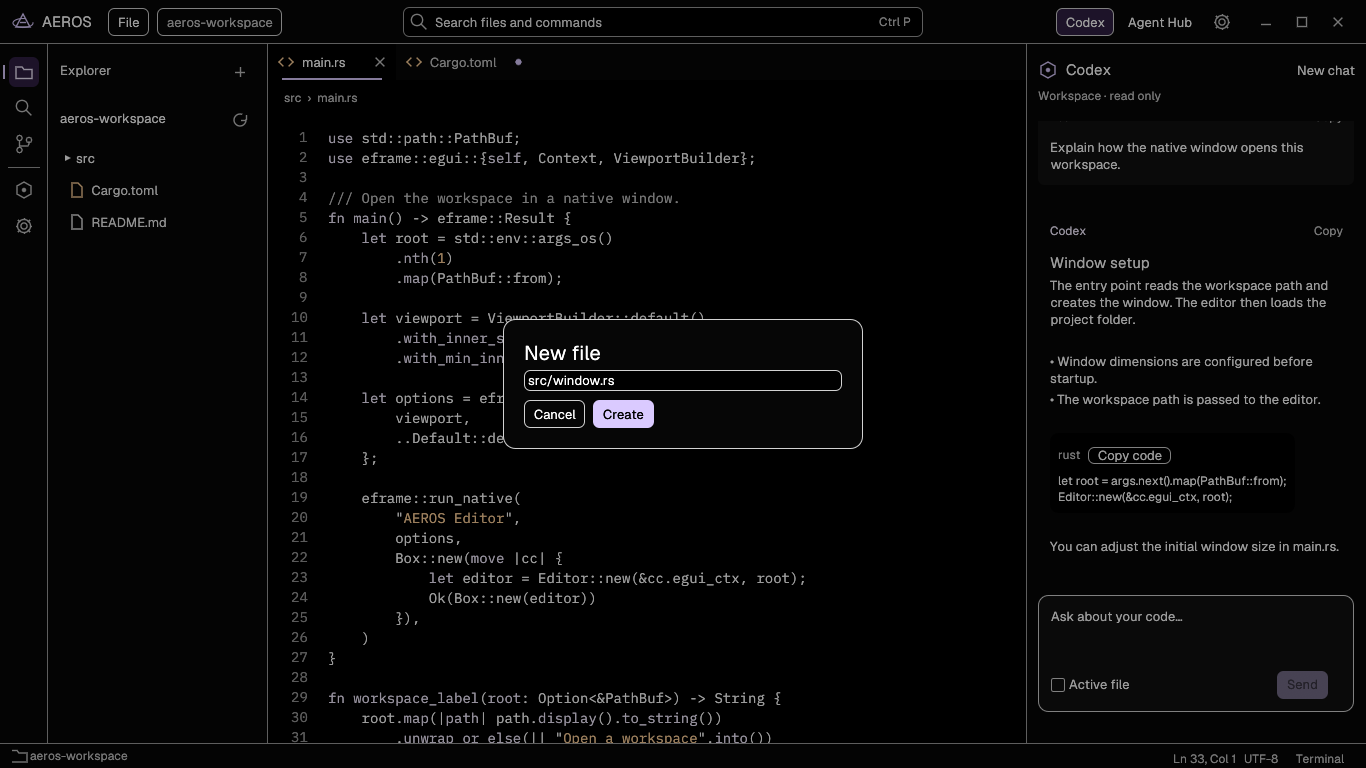 AEROS
File
aeros-workspace
Search files and commands
Ctrl P
Codex
Agent Hub
Explorer
+
aeros-workspace
src
Cargo.toml
README.md
main.rs
Cargo.toml
src › main.rs
1 use std::path::PathBuf;
2 use eframe::egui::{self, Context, ViewportBuilder};
3
4 /// Open the workspace in a native window.
5 fn main() -> eframe::Result {
6 let root = std::env::args_os()
7 .nth(1)
8 .map(PathBuf::from);
9
10 let viewport = ViewportBuilder::default()
11 .with_inner_s
12 .with_min_inn
13
14 let options = efr
15 viewport,
16 ..Default::de
17 };
18
19 eframe::run_native(
20 "AEROS Editor",
21 options,
22 Box::new(move |cc| {
23 let editor = Editor::new(&cc.egui_ctx, root);
24 Ok(Box::new(editor))
25 }),
26 )
27 }
28
29 fn workspace_label(root: Option<&PathBuf>) -> String {
30 root.map(|path| path.display().to_string())
31 .unwrap_or_else(|| "Open a workspace".into())
New file
src/window.rs
Cancel
Create
Codex
New chat
Workspace · read only
Explain how the native window opens this
workspace.
Codex
Copy
Window setup
The entry point reads the workspace path and
creates the window. The editor then loads the
project folder.
• Window dimensions are configured before
startup.
• The workspace path is passed to the editor.
rust
Copy code
let root = args.next().map(PathBuf::from);
Editor::new(&cc.egui_ctx, root);
You can adjust the initial window size in main.rs.
Ask about your code…
Active file
Send
aeros-workspace
Ln 33, Col 1
UTF-8
Terminal